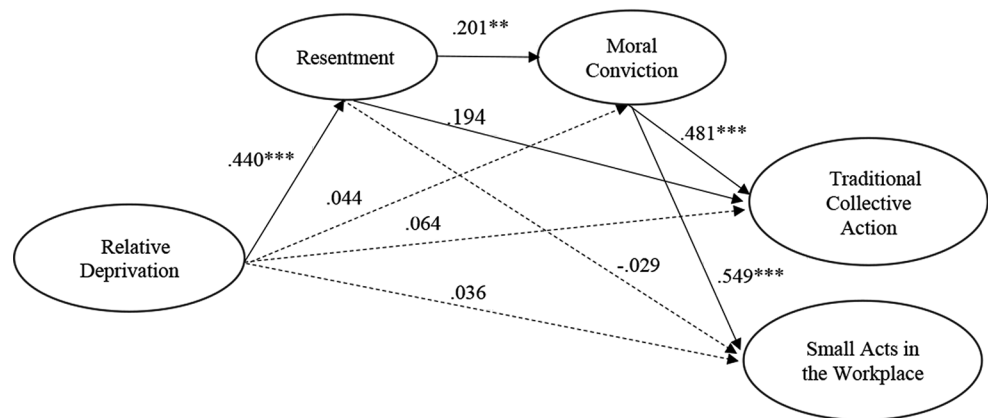 .201**
Resentment
Moral
Conviction
.194
.481***
.440***
.044
Traditional
Collective
Action
.064
Relative
Deprivation
-.029
.549***
.036
Small Acts in
the Workplace